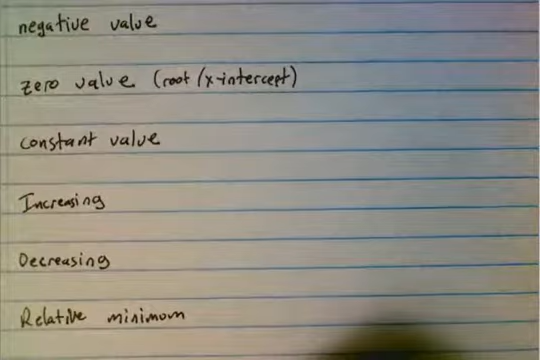 negative value
zero value (root/x-intercept)
constant value
Increasing
Decreasing
Relative minimum